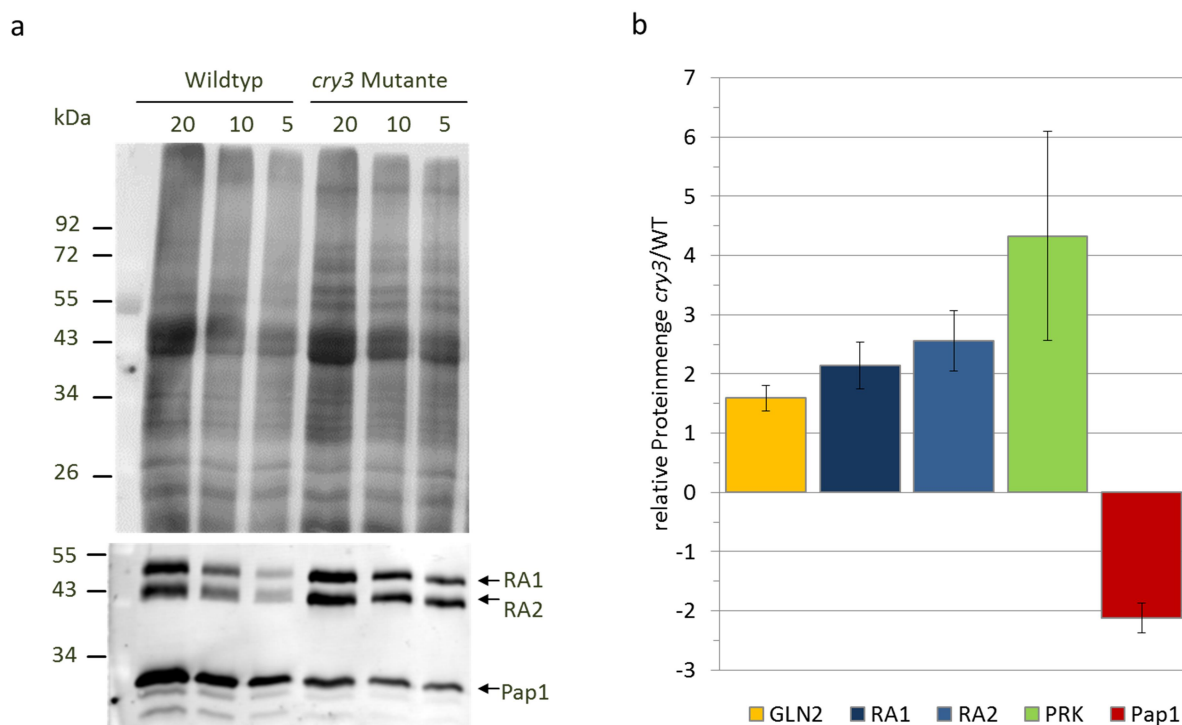 a
Wildtyp cry3 Mutante
kDa 20 10 5 20 10 5
92
72
55
43
34
26
55
43
34
RA1
RA2
Pap1
b
relative Proteinmenge cry3/WT
7
6
5
4
3
2
1
0
-1
-2
-3
GLN2 RA1 RA2 PRK Pap1